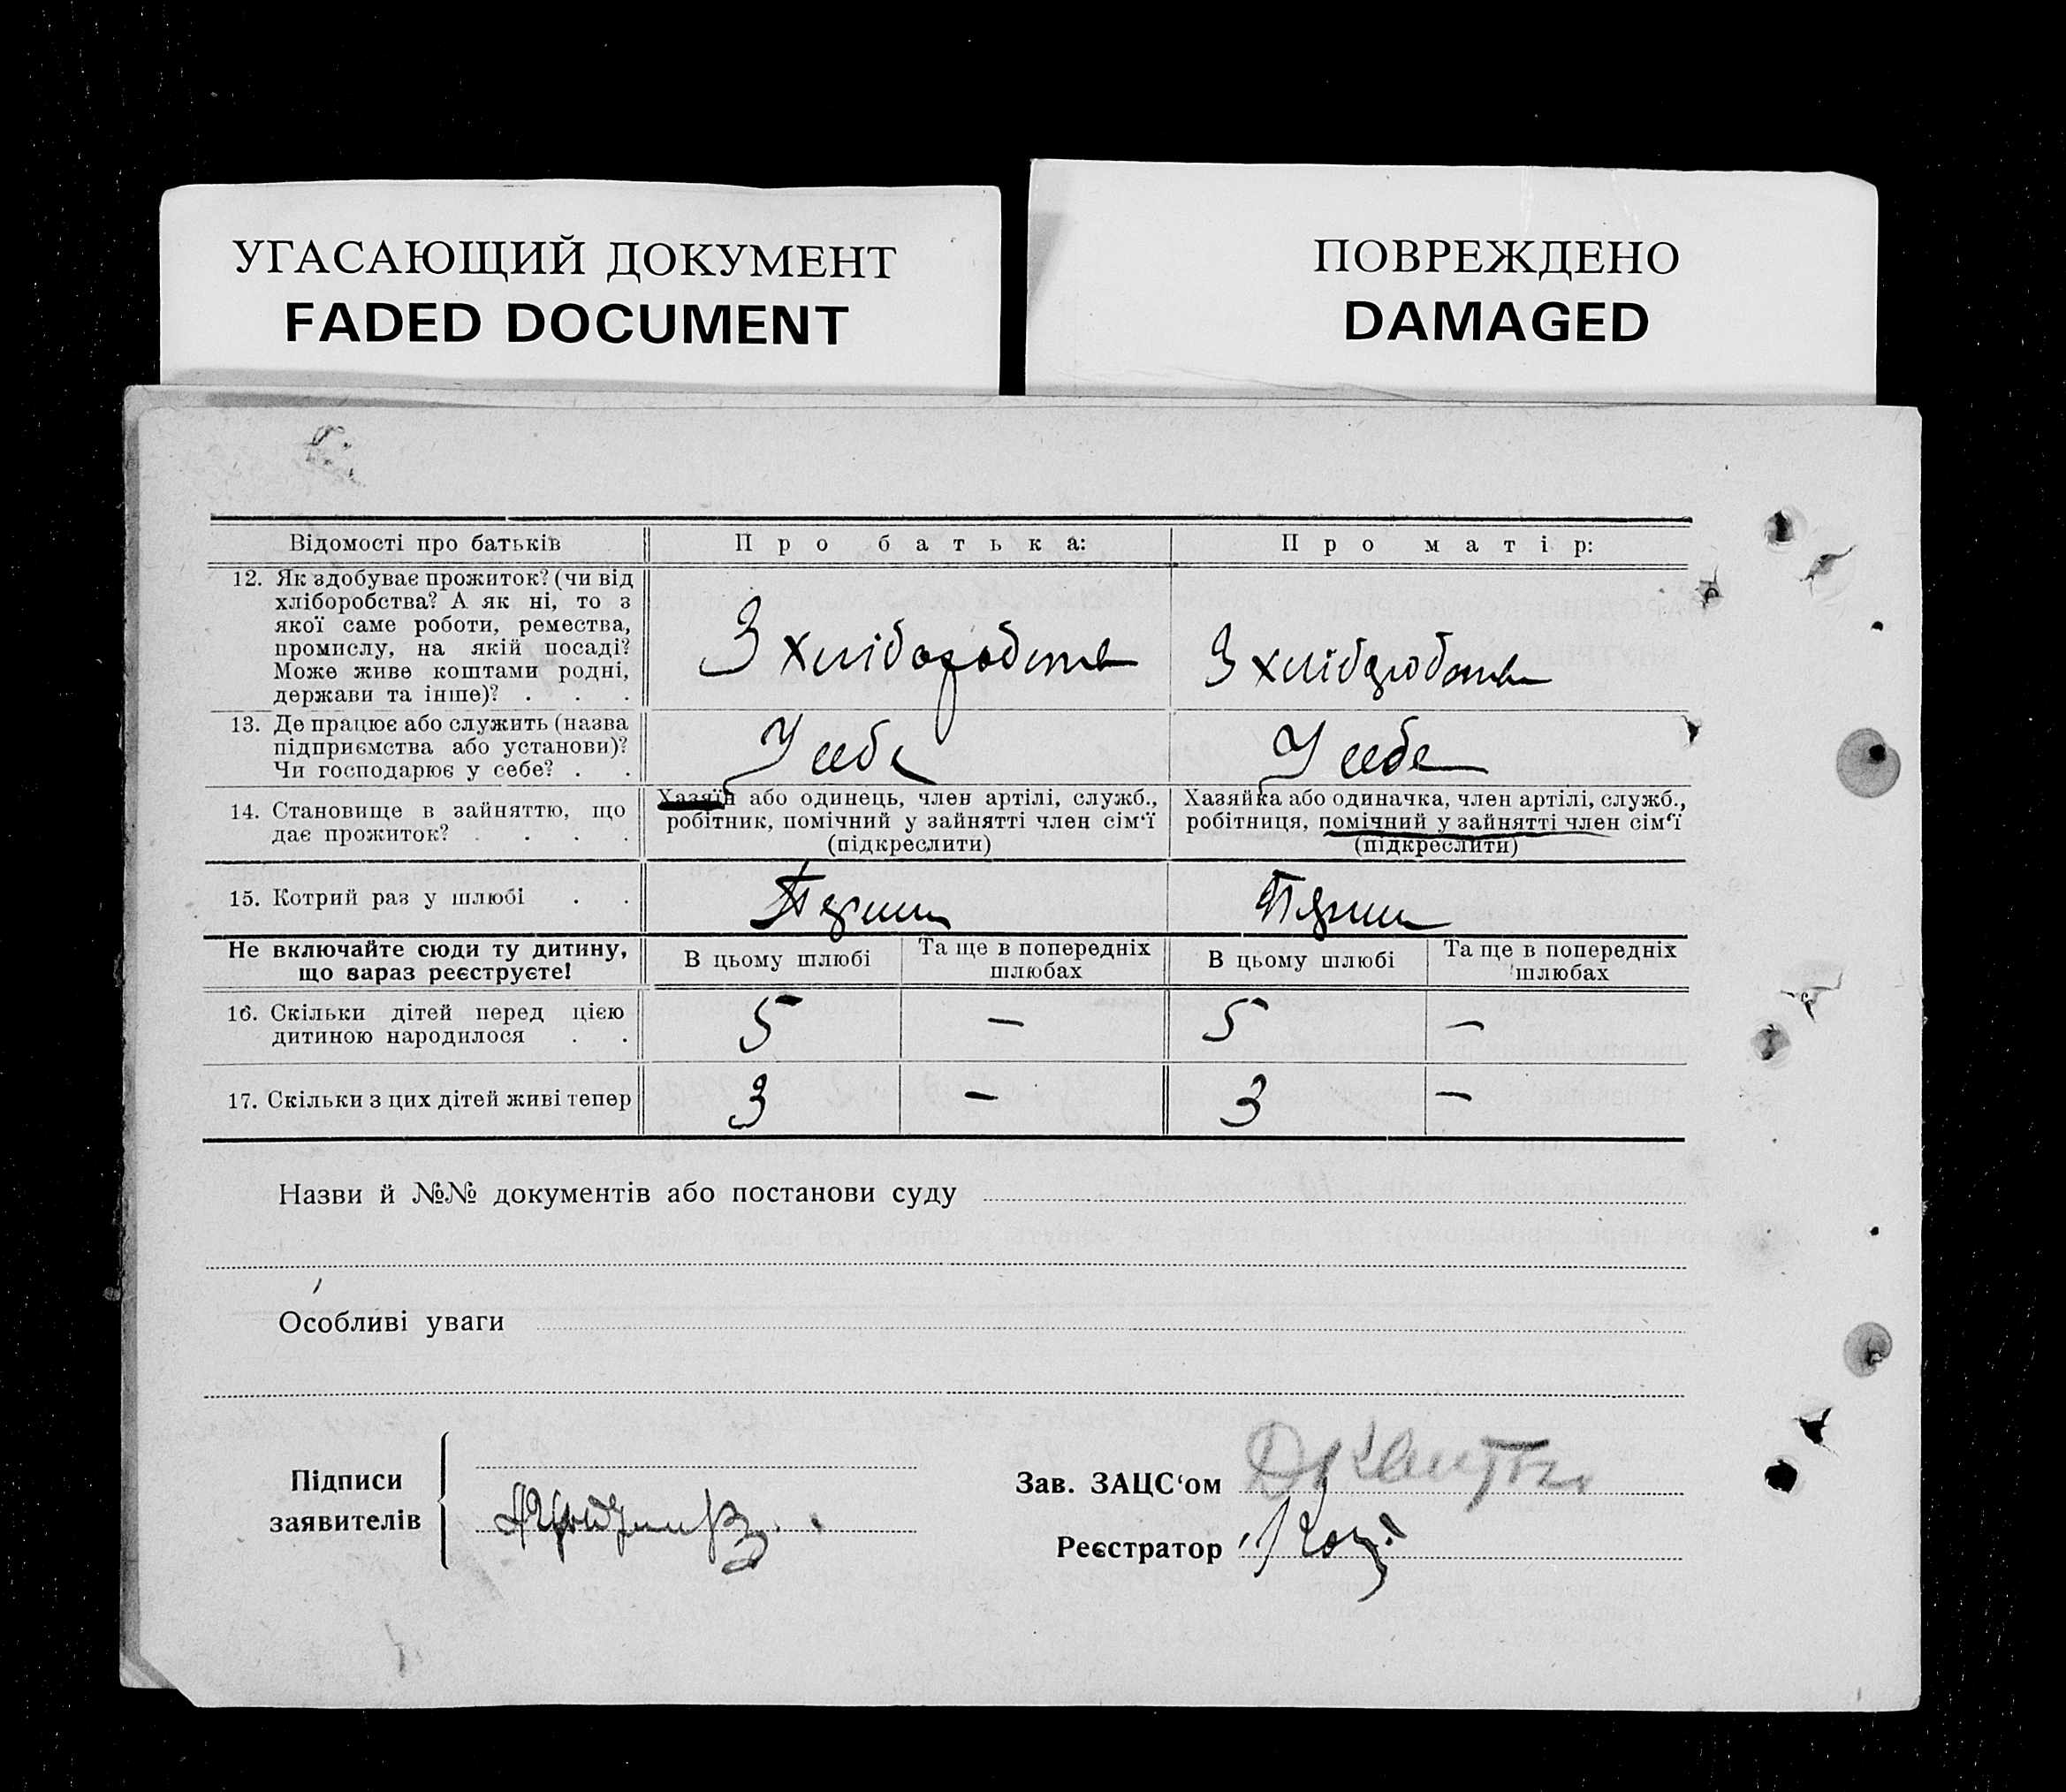 УГАСАЮЩИЙ ДОКУМЕНТ
FADED DOCUMENT
ПОВРЕЖДЕНО
DAMAGED
Відомості про батьків
Про батька:
Про матір:
12. Як здобуває прожиток? (чи від
хліборобства? А як ні, то з
якої саме роботи, ремества,
промислу, на якій посаді?
Може живе коштами родні,
держави та інше)? . . .
З хліборобства
З хліборобства
13. Де працює або служить (назва
підприємства або установи)?
Чи господарює у себе? . .
У себе
У себе
14. Становище в зайняттю, що
дає прожиток? . . . .
Хазяїн або одинець, член артілі, служб.,
робітник, помічний у зайнятті член сім'ї
(підкреслити)
Хазяйка або одиначка, член артілі, служб.,
робітниця, помічний у зайнятті член сім'ї
(підкреслити)
15. Котрий раз у шлюбі . .
Перший
Перший
Не включайте сюди ту дитину,
що зараз реєструєте!
В цьому шлюбі
Та ще в попередніх
шлюбах
В цьому шлюбі
Та ще в попередніх
шлюбах
16. Скільки дітей перед цією
дитиною народилося . .
5
—
5
—
17. Скільки з цих дітей живі тепер
3
—
3
—
Назви й №№ документів або постанови суду
Особливі уваги
Підписи
заявителів
Зав. ЗАЦС'ом
Реєстратор